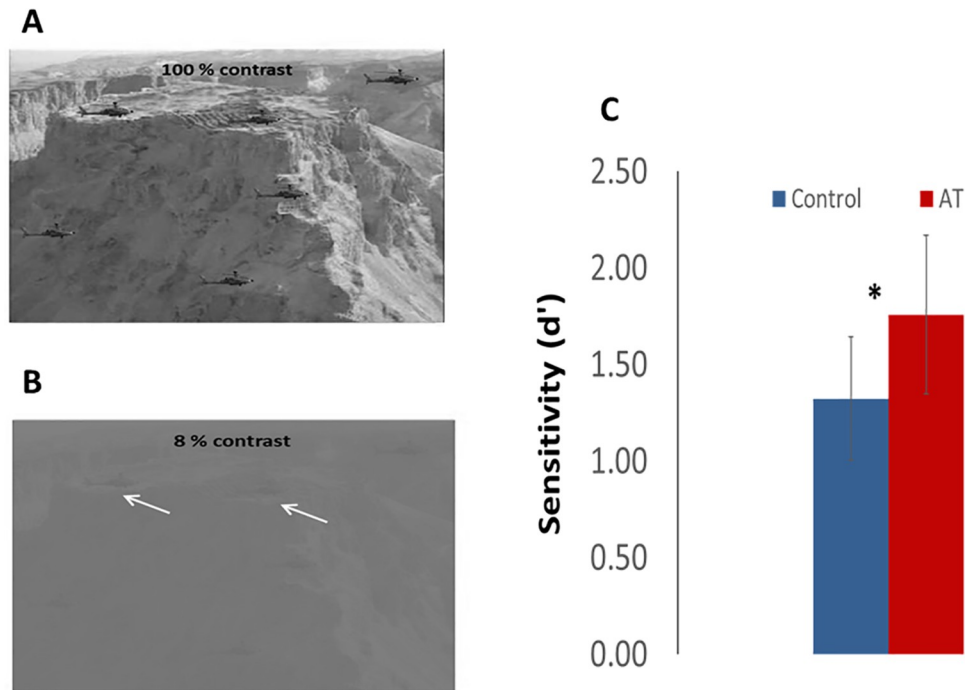 A
100 % contrast
B
8 % contrast
C
2.50
Control AT
2.00
*
1.50
1.00
0.50
0.00
Sensitivity (d')